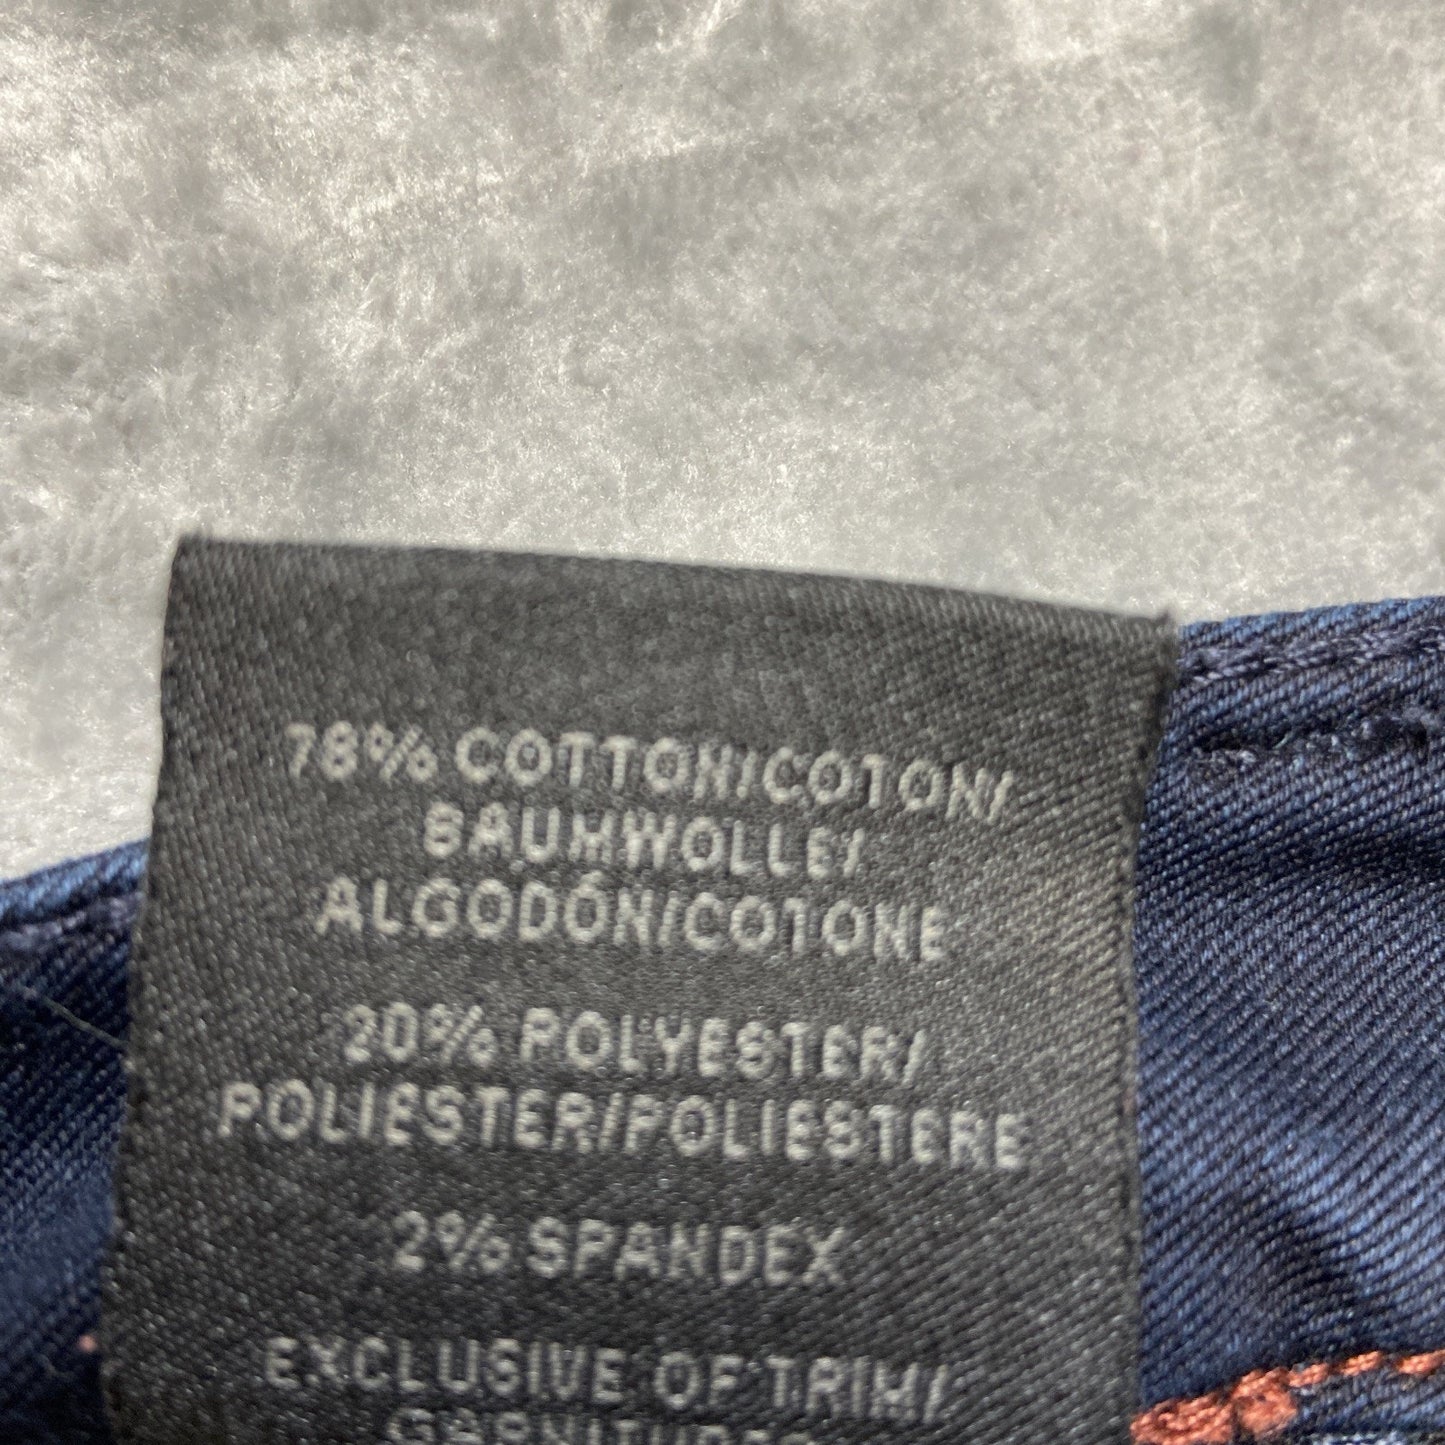 78% COTTON/COTON/
BAUMWOLLE/
ALGODÓN/COTONE
20% POLYESTER/
POLIESTER/POLIESTERE
2% SPANDEX
EXCLUSIVE OF TRIM/